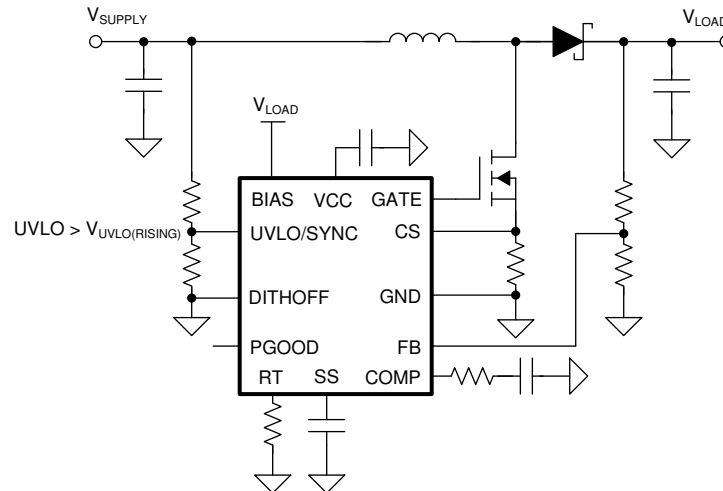 VSUPPLY
VLOAD
VLOAD
BIAS VCC GATE
UVLO > VUVLO(RISING)
UVLO/SYNC CS
DITHOFF GND
PGOOD FB
RT SS COMP